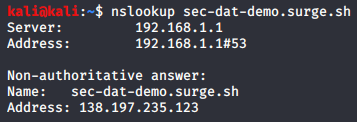 kali@kali:~$ nslookup sec-dat-demo.surge.sh
Server:         192.168.1.1
Address:        192.168.1.1#53

Non-authoritative answer:
Name:   sec-dat-demo.surge.sh
Address: 138.197.235.123